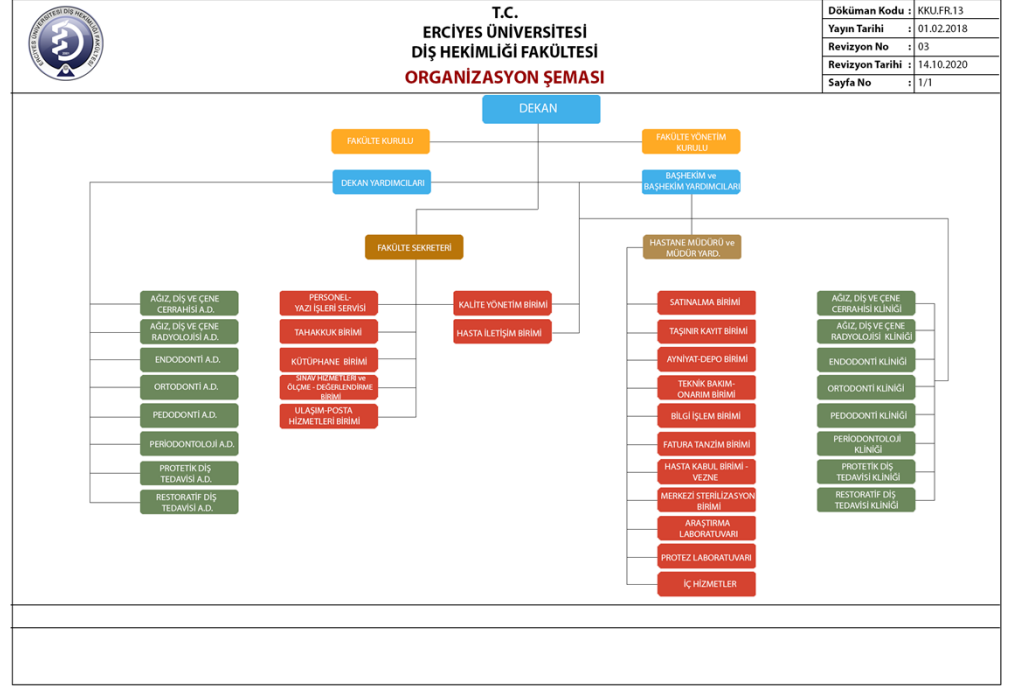 ERCİYES ÜNİVERSİTESİ DİŞ HEKİMLİĞİ FAKÜLTESİ
T.C.
ERCİYES ÜNİVERSİTESİ
DİŞ HEKİMLİĞİ FAKÜLTESİ
ORGANİZASYON ŞEMASI
Döküman Kodu : KKU.FR.13
Yayın Tarihi : 01.02.2018
Revizyon No : 03
Revizyon Tarihi : 14.10.2020
Sayfa No : 1/1
DEKAN
FAKÜLTE KURULU
FAKÜLTE YÖNETİM
KURULU
DEKAN YARDIMCILARI
BAŞHEKİM ve
BAŞHEKİM YARDIMCILARI
FAKÜLTE SEKRETERİ
HASTANE MÜDÜRÜ ve
MÜDÜR YARD.
AĞIZ, DİŞ VE ÇENE
CERRAHİSİ A.D.
AĞIZ, DİŞ VE ÇENE
RADYOLOJİSİ A.D.
ENDODONTİ A.D.
ORTODONTİ A.D.
PEDODONTİ A.D.
PERİODONTOLOJİ A.D.
PROTETİK DİŞ
TEDAVİSİ A.D.
RESTORATİF DİŞ
TEDAVİSİ A.D.
PERSONEL-
YAZI İŞLERİ SERVİSİ
TAHAKKUK BİRİMİ
KÜTÜPHANE BİRİMİ
SINAV HİZMETLERİ ve
ÖLÇME - DEĞERLENDİRME
BİRİMİ
ULAŞIM-POSTA
HİZMETLERİ BİRİMİ
KALİTE YÖNETİM BİRİMİ
HASTA İLETİŞİM BİRİMİ
SATINALMA BİRİMİ
TAŞINIR KAYIT BİRİMİ
AYNİYAT-DEPO BİRİMİ
TEKNİK BAKIM-
ONARIM BİRİMİ
BİLGİ İŞLEM BİRİMİ
FATURA TANZİM BİRİMİ
HASTA KABUL BİRİMİ -
VEZNE
MERKEZİ STERİLİZASYON
BİRİMİ
ARAŞTIRMA
LABORATUVARI
PROTEZ LABORATUVARI
İÇ HİZMETLER
AĞIZ, DİŞ VE ÇENE
CERRAHİSİ KLİNİĞİ
AĞIZ, DİŞ VE ÇENE
RADYOLOJİSİ KLİNİĞİ
ENDODONTİ KLİNİĞİ
ORTODONTİ KLİNİĞİ
PEDODONTİ KLİNİĞİ
PERİODONTOLOJİ
KLİNİĞİ
PROTETİK DİŞ
TEDAVİSİ KLİNİĞİ
RESTORATİF DİŞ
TEDAVİSİ KLİNİĞİ